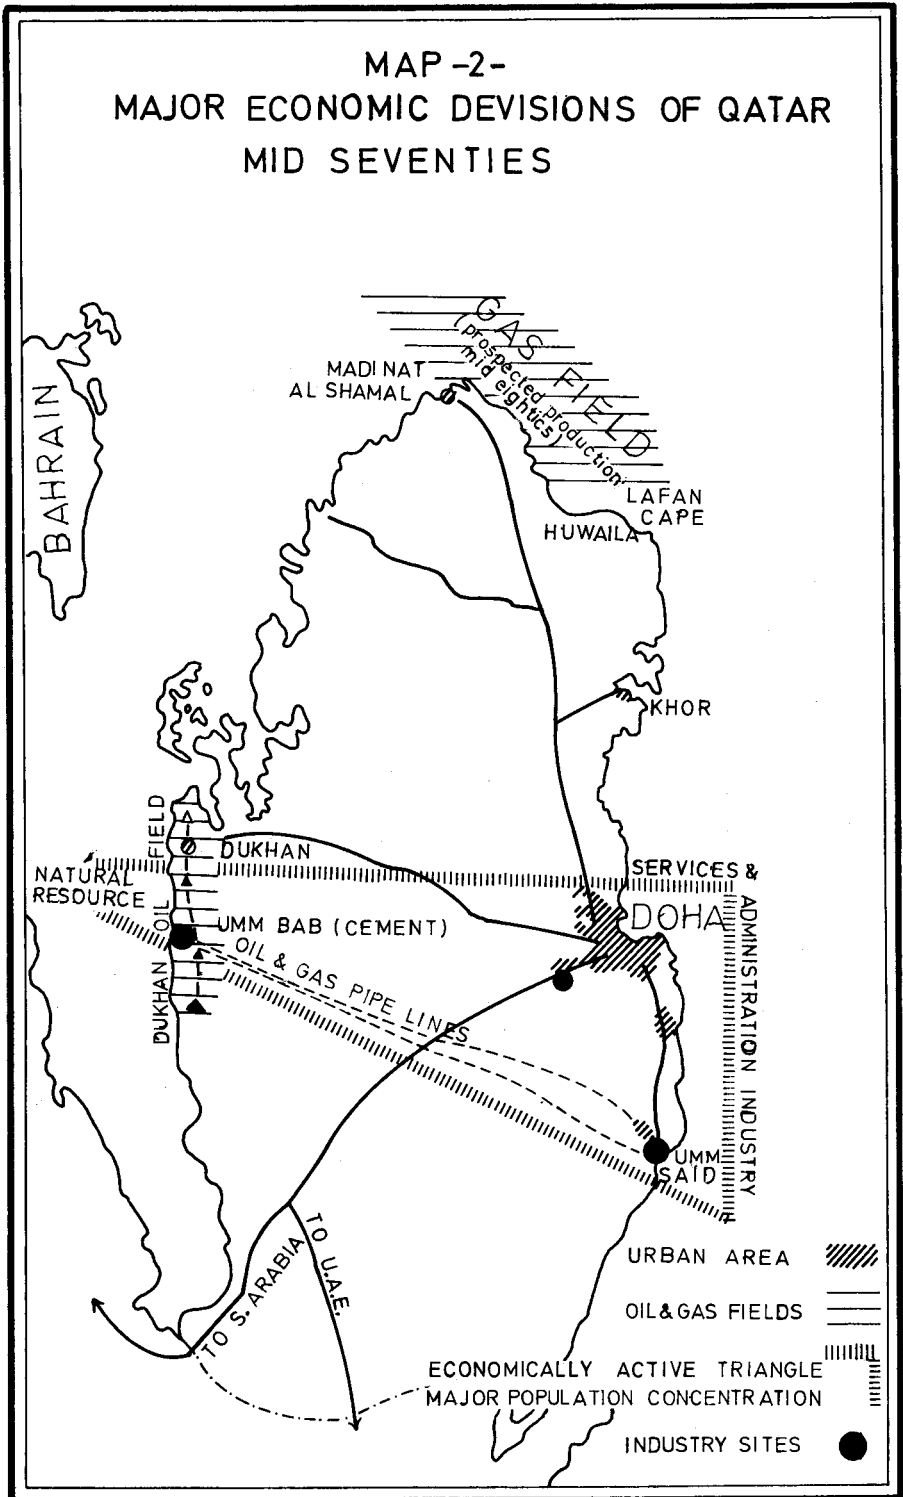 MAP -2-
MAJOR ECONOMIC DEVISIONS OF QATAR
MID SEVENTIES
GAS FIELD
(prospected production
mid eightics)
MADINAT
AL SHAMAL
BAHRAIN
LAFAN
CAPE
HUWAILA
KHOR
DUKHAN OIL FIELD
DUKHAN
SERVICES &
ADMINISTRATION INDUSTRY
NATURAL
RESOURCE
DOHA
UMM BAB (CEMENT)
OIL & GAS PIPE LINES
UMM
SAID
TO S. ARABIA
TO U.A.E.
URBAN AREA
OIL & GAS FIELDS
ECONOMICALLY ACTIVE TRIANGLE
MAJOR POPULATION CONCENTRATION
INDUSTRY SITES